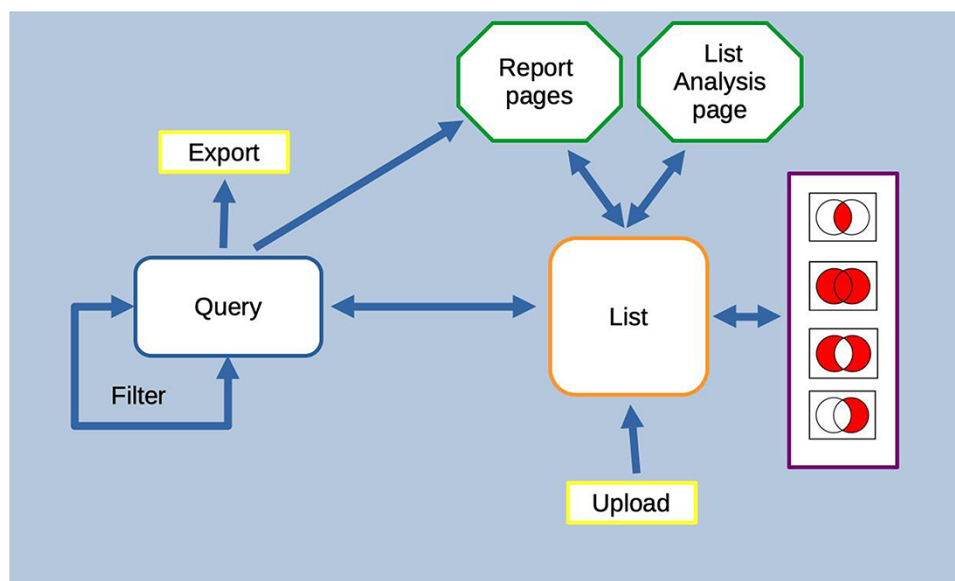 Report
pages
List
Analysis
page
Export
Query
List
Filter
Upload